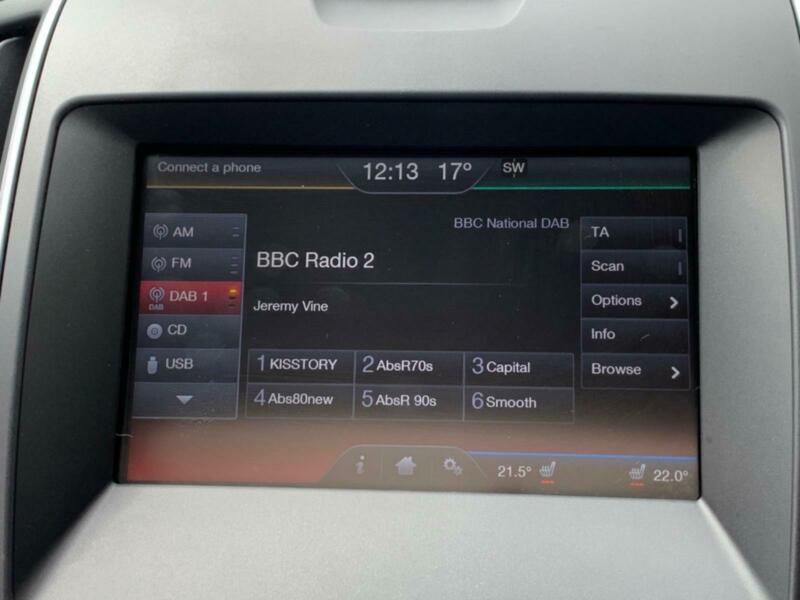 Connect a phone
12:13 17° SW
BBC National DAB
AM
FM
DAB 1
DAB
CD
USB
BBC Radio 2
Jeremy Vine
1 KISSTORY 2 AbsR70s 3 Capital
4 Abs80new 5 AbsR 90s 6 Smooth
TA
Scan
Options
Info
Browse
i
21.5° 22.0°